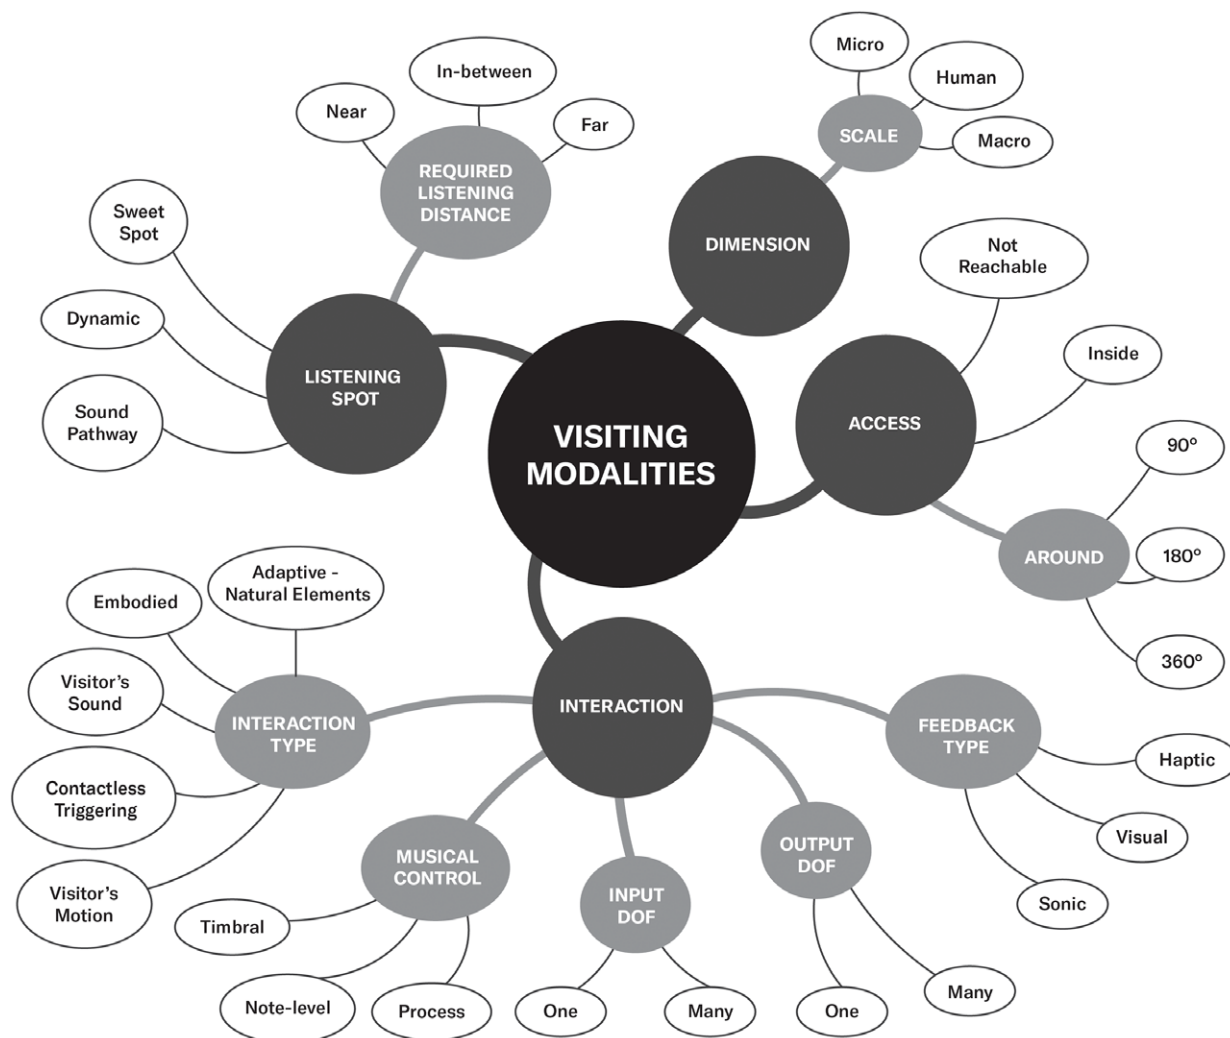 Micro
In-between
Human
Near
Far
SCALE
Macro
REQUIRED
LISTENING
DISTANCE
Sweet
Spot
DIMENSION
Not
Reachable
Dynamic
Inside
LISTENING
SPOT
Sound
Pathway
VISITING
MODALITIES
ACCESS
90º
AROUND
180º
Adaptive -
Natural Elements
Embodied
360º
Visitor’s
Sound
INTERACTION
TYPE
INTERACTION
FEEDBACK
TYPE
Haptic
Contactless
Triggering
Visual
MUSICAL
CONTROL
OUTPUT
DOF
Visitor’s
Motion
INPUT
DOF
Sonic
Timbral
Many
Note-level
Process
One
Many
One